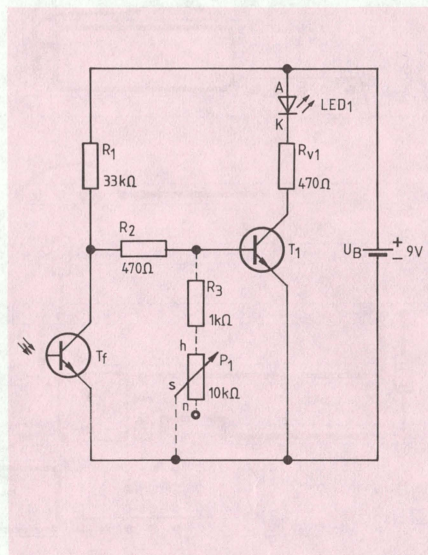 A
LED1
K
R1
33kΩ
Rv1
470Ω
R2
470Ω
T1
UB
+
−
9V
R3
1kΩ
Tf
h
P1
s
10kΩ
n